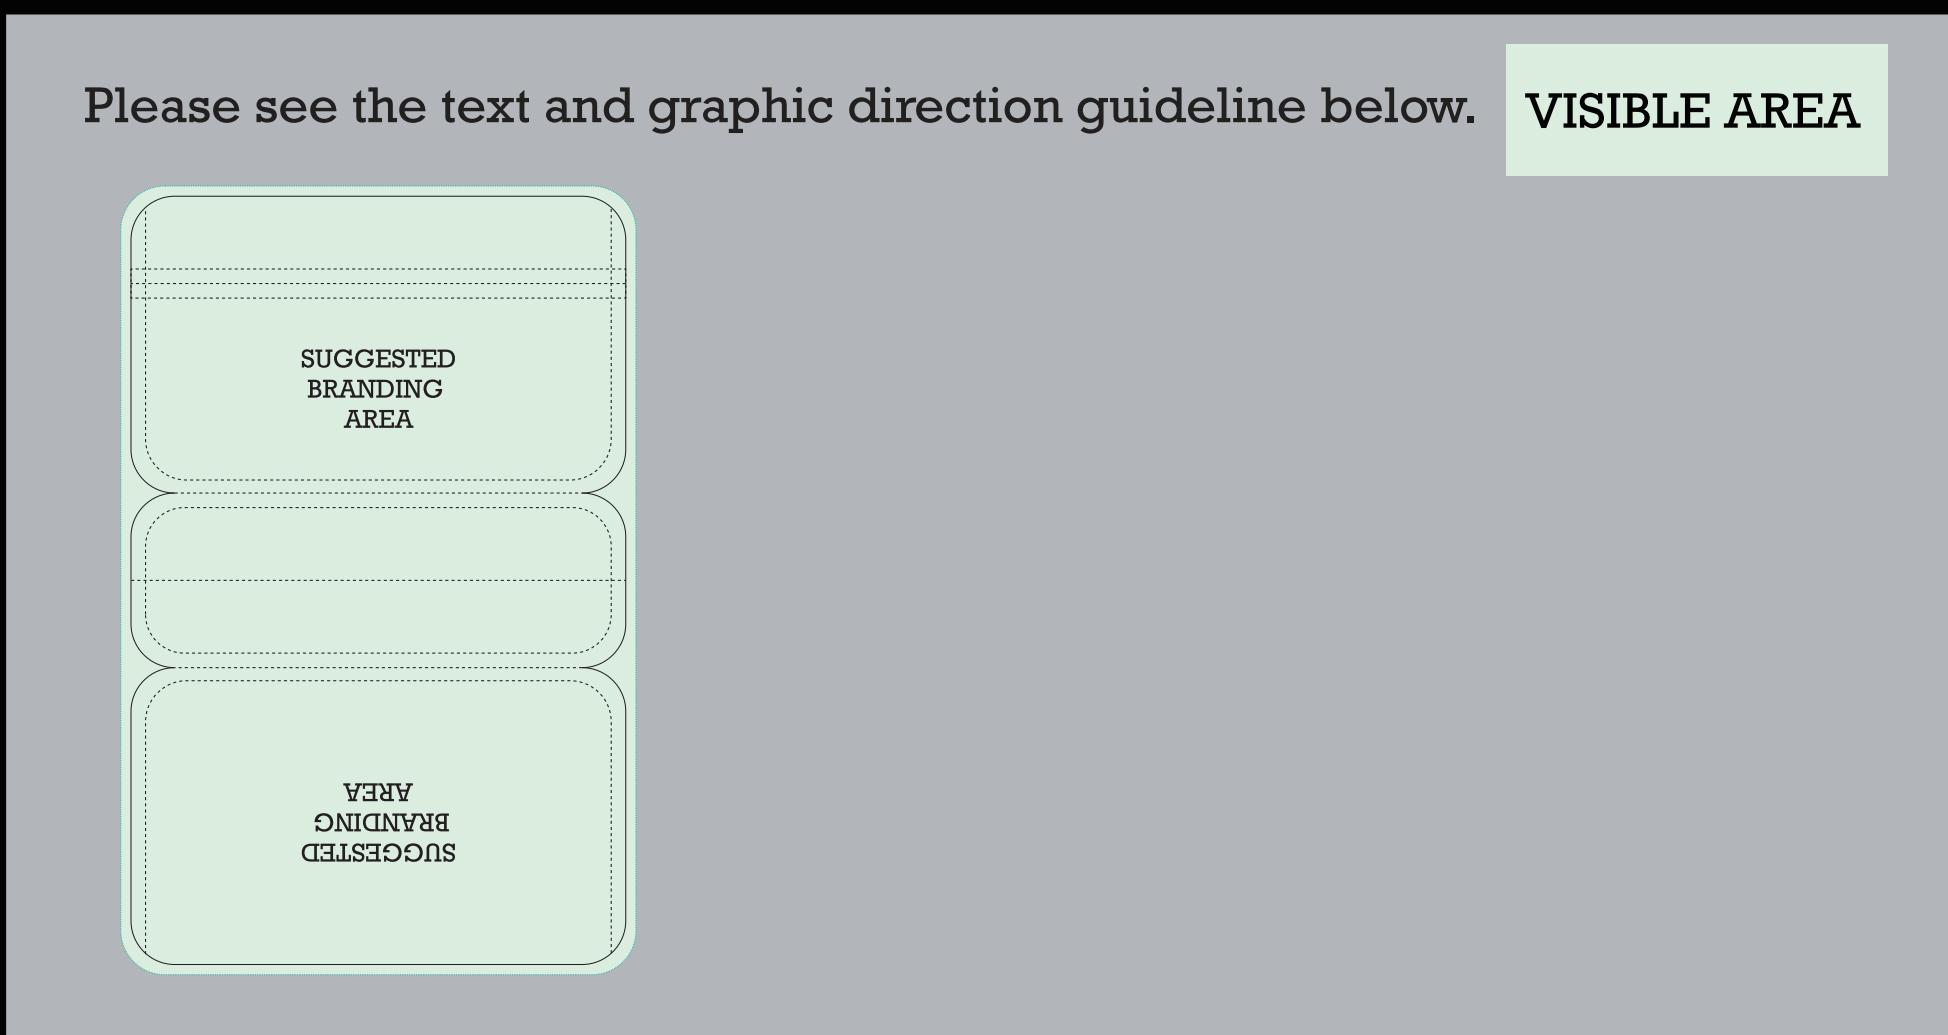 Please see the text and graphic direction guideline below.
VISIBLE AREA
SUGGESTED
BRANDING
AREA
SUGGESTED
BRANDING
AREA